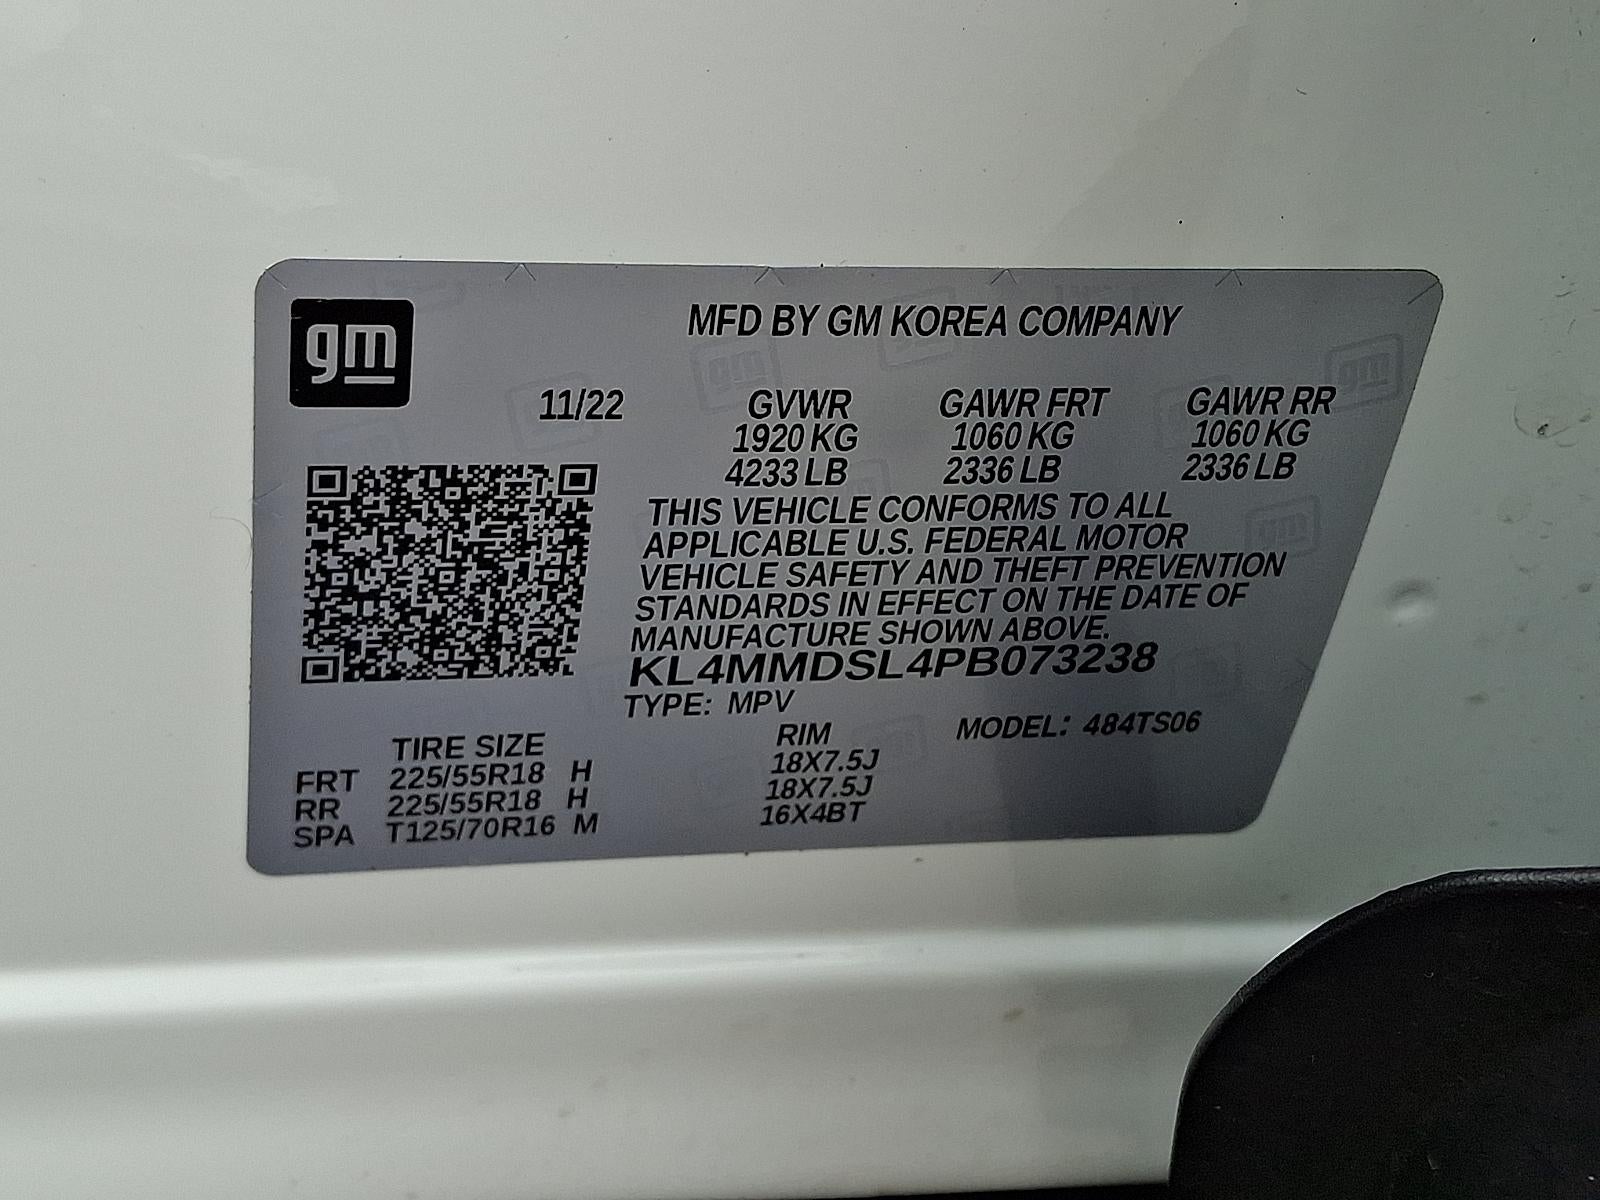 gm
MFD BY GM KOREA COMPANY
11/22 GVWR GAWR FRT GAWR RR
1920 KG 1060 KG 1060 KG
4233 LB 2336 LB 2336 LB
THIS VEHICLE CONFORMS TO ALL
APPLICABLE U.S. FEDERAL MOTOR
VEHICLE SAFETY AND THEFT PREVENTION
STANDARDS IN EFFECT ON THE DATE OF
MANUFACTURE SHOWN ABOVE.
KL4MMDSL4PB073238
TYPE: MPV
MODEL: 484TS06
TIRE SIZE RIM
FRT 225/55R18 H 18X7.5J
RR 225/55R18 H 18X7.5J
SPA T125/70R16 M 16X4BT